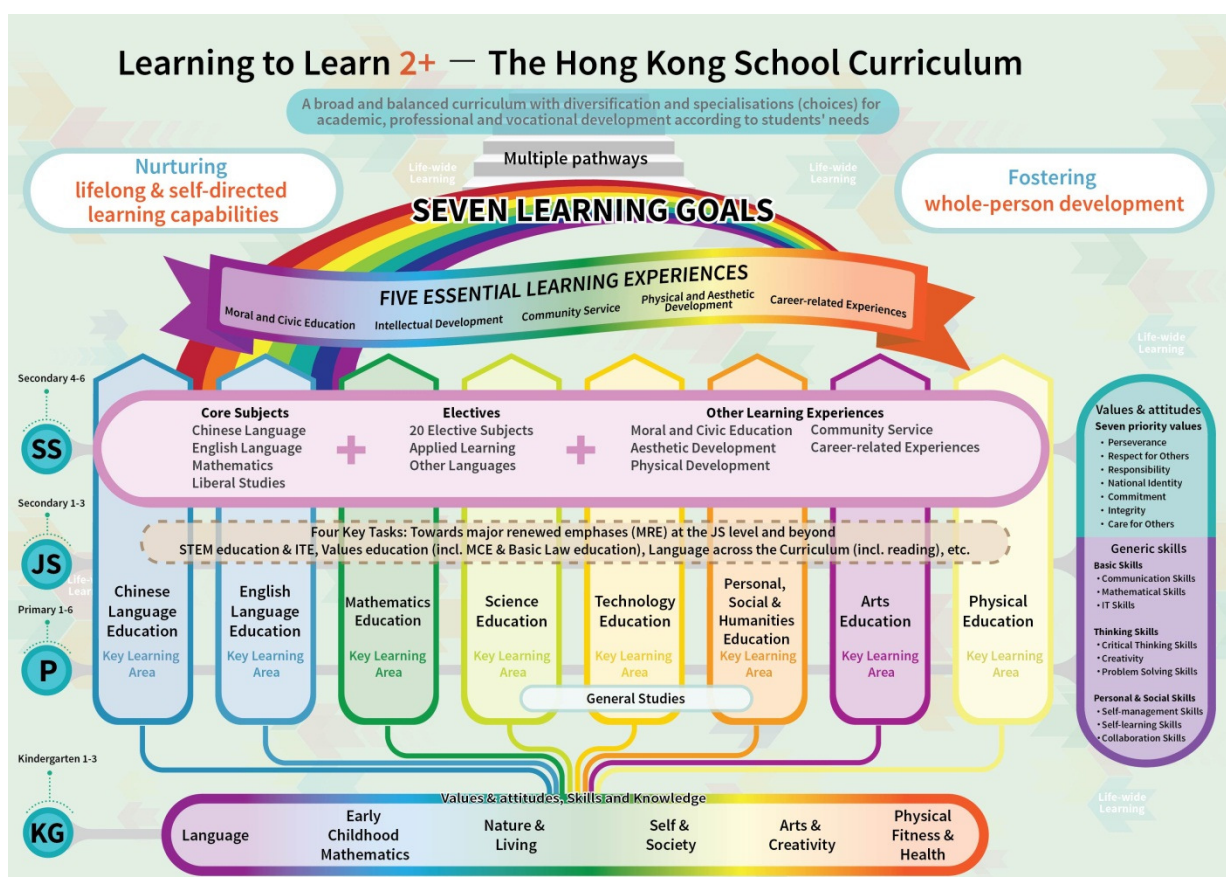 Learning to Learn 2+ — The Hong Kong School Curriculum
A broad and balanced curriculum with diversification and specialisations (choices) for
academic, professional and vocational development according to students' needs
Multiple pathways
Life-wide
Learning
Life-wide
Learning
Nurturing
lifelong & self-directed
learning capabilities
Fostering
whole-person development
SEVEN LEARNING GOALS
FIVE ESSENTIAL LEARNING EXPERIENCES
Moral and Civic Education
Intellectual Development
Community Service
Physical and Aesthetic
Development
Career-related Experiences
Life-wide
Learning
Secondary 4-6
SS
Core Subjects
Chinese Language
English Language
Mathematics
Liberal Studies
+
Electives
20 Elective Subjects
Applied Learning
Other Languages
+
Other Learning Experiences
Moral and Civic Education
Aesthetic Development
Physical Development
Community Service
Career-related Experiences
Secondary 1-3
JS
Four Key Tasks: Towards major renewed emphases (MRE) at the JS level and beyond
STEM education & ITE, Values education (incl. MCE & Basic Law education), Language across the Curriculum (incl. reading), etc.
Life-wide
Learning
Primary 1-6
P
Chinese
Language
Education
Key Learning
Area
English
Language
Education
Key Learning
Area
Mathematics
Education
Key Learning
Area
Science
Education
Key Learning
Area
Technology
Education
Key Learning
Area
Personal,
Social &
Humanities
Education
Key Learning
Area
Arts
Education
Key Learning
Area
Physical
Education
Key Learning
Area
General Studies
Values & attitudes
Seven priority values
• Perseverance
• Respect for Others
• Responsibility
• National Identity
• Commitment
• Integrity
• Care for Others
Generic skills
Basic Skills
• Communication Skills
• Mathematical Skills
• IT Skills
Thinking Skills
• Critical Thinking Skills
• Creativity
• Problem Solving Skills
Personal & Social Skills
• Self-management Skills
• Self-learning Skills
• Collaboration Skills
Life-wide
Learning
Kindergarten 1-3
KG
Values & attitudes, Skills and Knowledge
Language
Early
Childhood
Mathematics
Nature &
Living
Self &
Society
Arts &
Creativity
Physical
Fitness &
Health